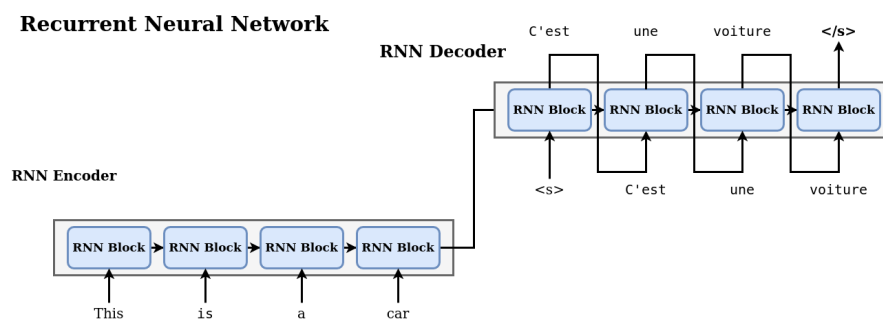 Recurrent Neural Network
C'est une voiture </s>
RNN Decoder
RNN Block RNN Block RNN Block RNN Block
<s> C'est une voiture
RNN Encoder
RNN Block RNN Block RNN Block RNN Block
This is a car